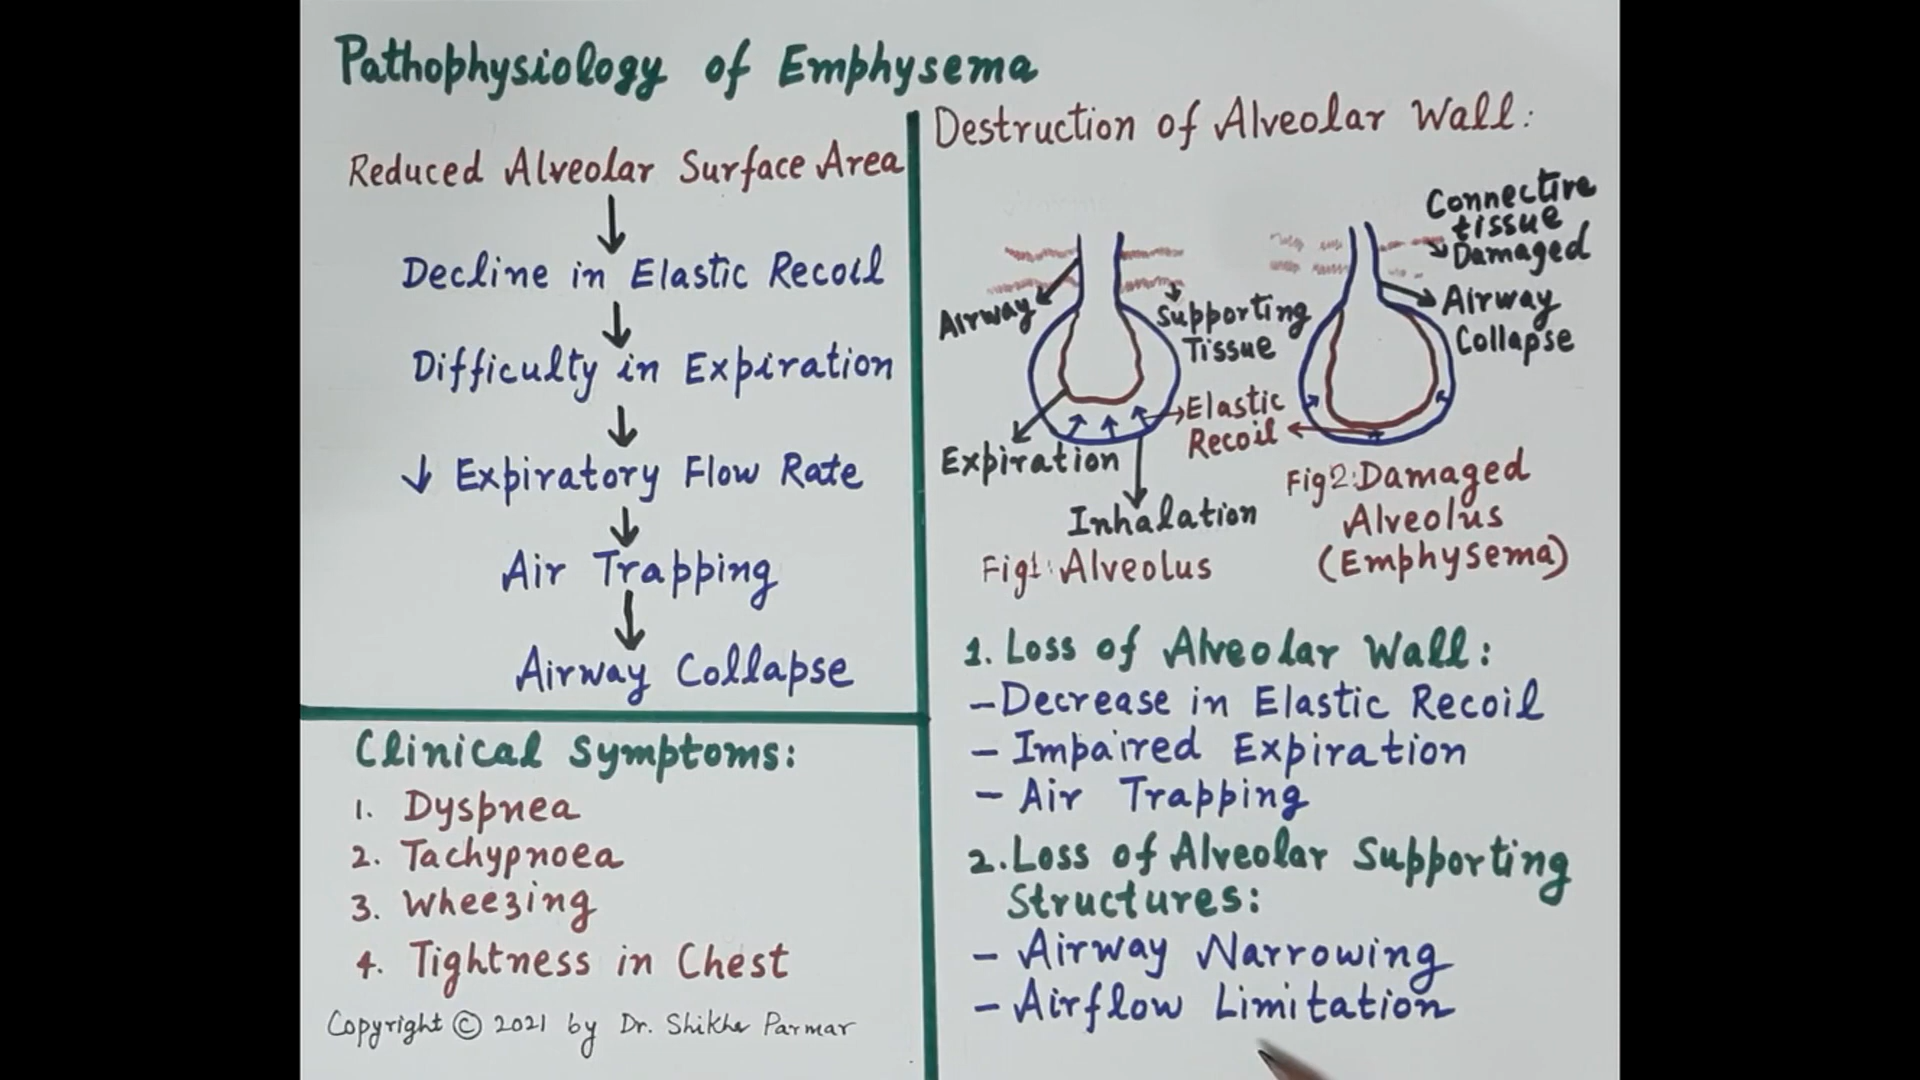 Pathophysiology of Emphysema
Reduced Alveolar Surface Area
Decline in Elastic Recoil
Difficulty in Expiration
↓ Expiratory Flow Rate
Air Trapping
Airway Collapse
Clinical Symptoms:
1. Dyspnea
2. Tachypnoea
3. Wheezing
4. Tightness in Chest
Copyright © 2021 by Dr. Shikha Parmar
Destruction of Alveolar Wall:
Airway
Supporting
Tissue
Expiration
Elastic
Recoil
Inhalation
Fig1: Alveolus
Connective
tissue
Damaged
Airway
Collapse
Fig2: Damaged
Alveolus
(Emphysema)
1. Loss of Alveolar Wall:
- Decrease in Elastic Recoil
- Impaired Expiration
- Air Trapping
2. Loss of Alveolar Supporting
Structures:
- Airway Narrowing
- Airflow Limitation